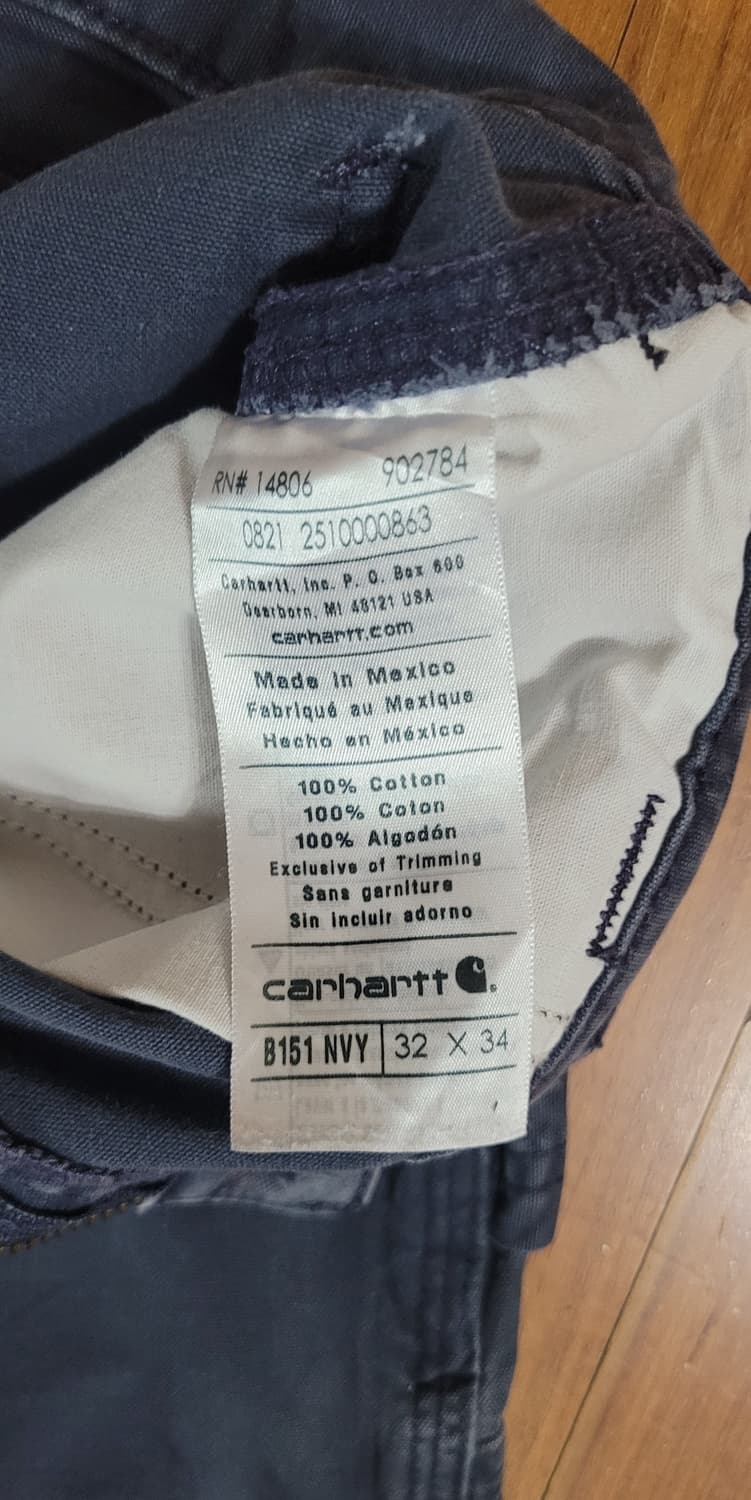 RN# 14806 902784
0821 2510000863
Carhartt, Inc. P. O. Box 600
Dearborn, MI 48121 USA
carhartt.com
Made In Mexico
Fabriqué au Mexique
Hecho en México
100% Cotton
100% Coton
100% Algodón
Exclusive of Trimming
Sans garniture
Sin incluir adorno
carhartt
B151 NVY 32 X 34